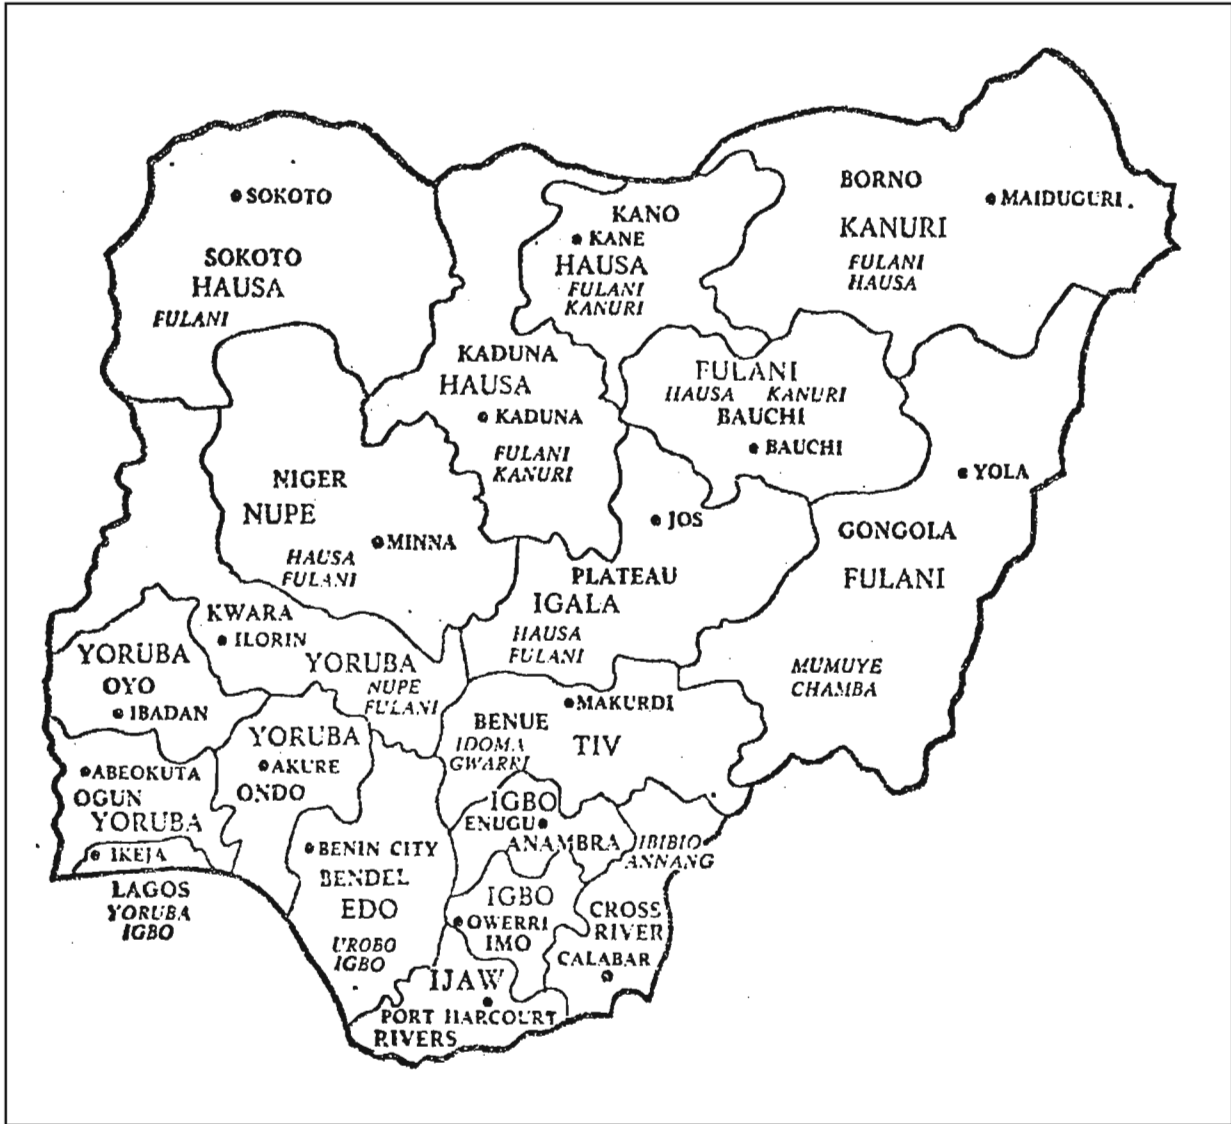 SOKOTO
SOKOTO
HAUSA
FULANI
KANO
KANE
HAUSA
FULANI
KANURI
BORNO
MAIDUGURI
KANURI
FULANI
HAUSA
KADUNA
HAUSA
KADUNA
FULANI
KANURI
FULANI
HAUSA KANURI
BAUCHI
BAUCHI
NIGER
NUPE
MINNA
HAUSA
FULANI
JOS
PLATEAU
IGALA
HAUSA
FULANI
YOLA
GONGOLA
FULANI
MUMUYE
CHAMBA
KWARA
ILORIN
YORUBA
NUPE
FULANI
YORUBA
OYO
IBADAN
YORUBA
AKURE
ONDO
MAKURDI
BENUE
TIV
IDOMA
GWARRI
ABEOKUTA
OGUN
YORUBA
IKEJA
LAGOS
YORUBA
IGBO
BENIN CITY
BENDEL
EDO
UROBO
IGBO
IGBO
ENUGU
ANAMBRA
IBIBIO
ANNANG
IGBO
OWERRI
IMO
CROSS
RIVER
CALABAR
IJAW
PORT HARCOURT
RIVERS